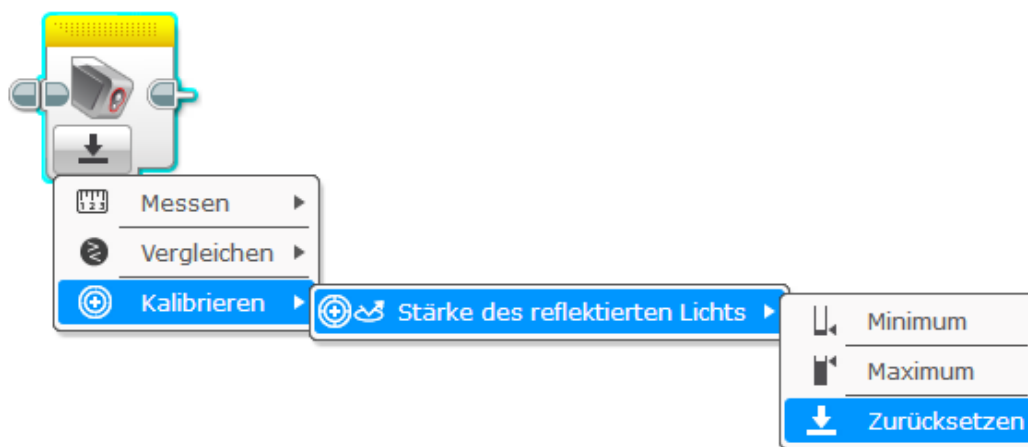 Messen
Vergleichen
Kalibrieren
Stärke des reflektierten Lichts
Minimum
Maximum
Zurücksetzen